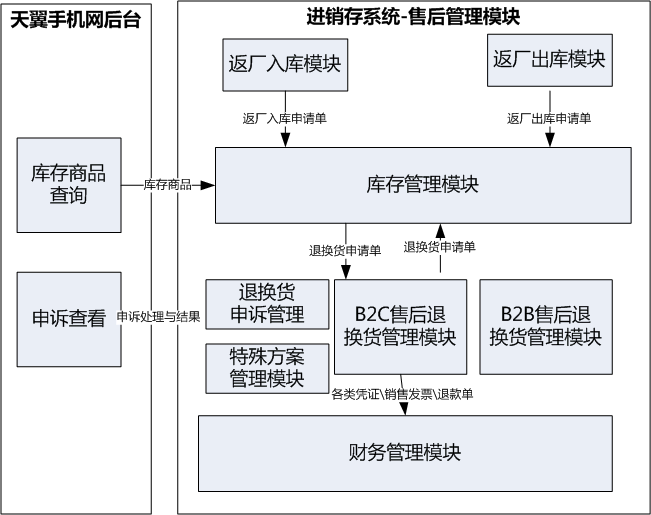 天翼手机网后台
进销存系统-售后管理模块
返厂入库模块
返厂出库模块
返厂入库申请单
返厂出库申请单
库存商品
查询
库存商品
库存管理模块
退换货申请单
退换货申请单
申诉查看
申诉处理与结果
退换货
申诉管理
特殊方案
管理模块
B2C售后退
换货管理模块
B2B售后退
换货管理模块
各类凭证\销售发票\退款单
财务管理模块